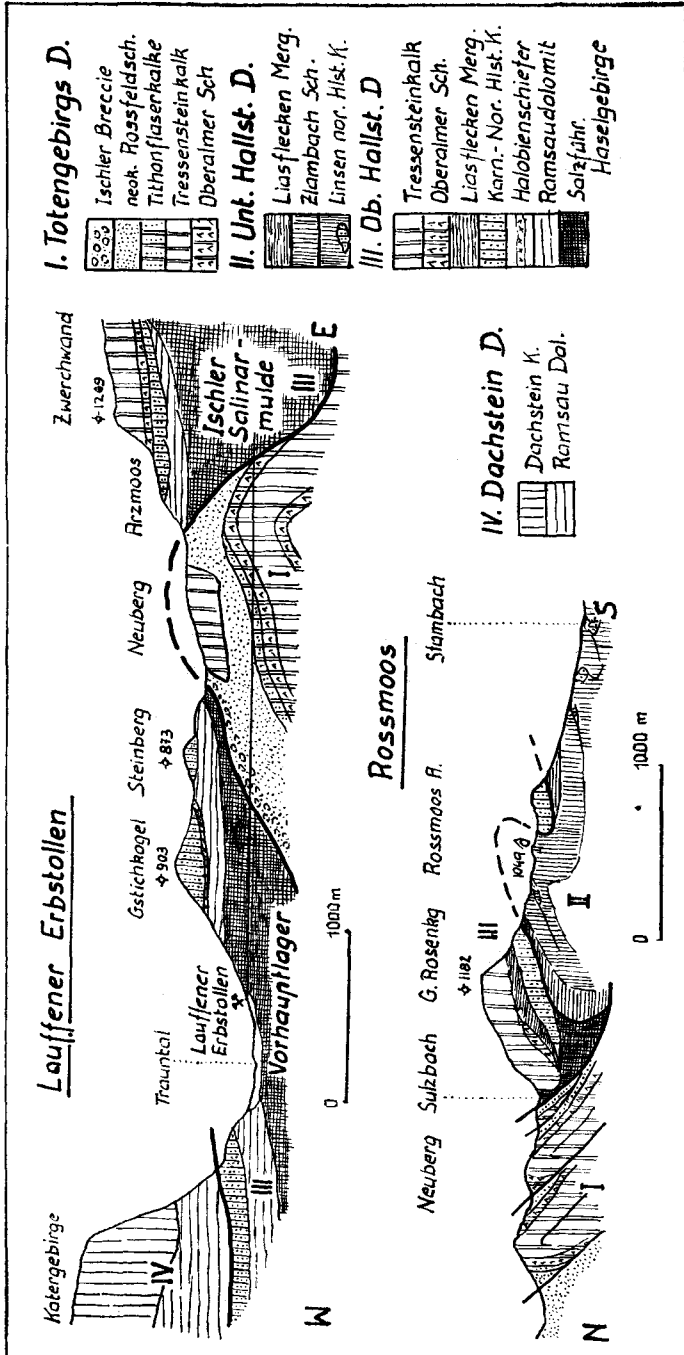 Lauffener Erbstollen
Katergebirge
Trauntal
Lauffener
Erbstollen
Gstichkogel
903
Steinberg
873
Neuberg
Arzmoos
Zwerchwand
1249
IV
III
Vorhauptlager
I
Ischler
Salinar-
mulde
III
W
E
0
1000 m
Rossmoos
Neuberg
Sulzbach
G. Rosenkg
1182
III
Rossmoos A.
1049
Stambach
I
II
N
S
0
1000 m
I. Totengebirgs D.
Ischler Breccie
neok. Rossfeldsch.
Tithonflaserkalke
Tressensteinkalk
Oberalmer Sch
II. Unt. Hallst. D.
Liasflecken Merg.
Zlambach Sch.
Linsen nor. Hlst. K.
III. Ob. Hallst. D
Tressensteinkalk
Oberalmer Sch.
Liasflecken Merg.
Karn.- Nor. Hlst. K.
Halobienschiefer
Ramsaudolomit
Salzführ.
Haselgebirge
IV. Dachstein D.
Dachstein K.
Ramsau Dol.